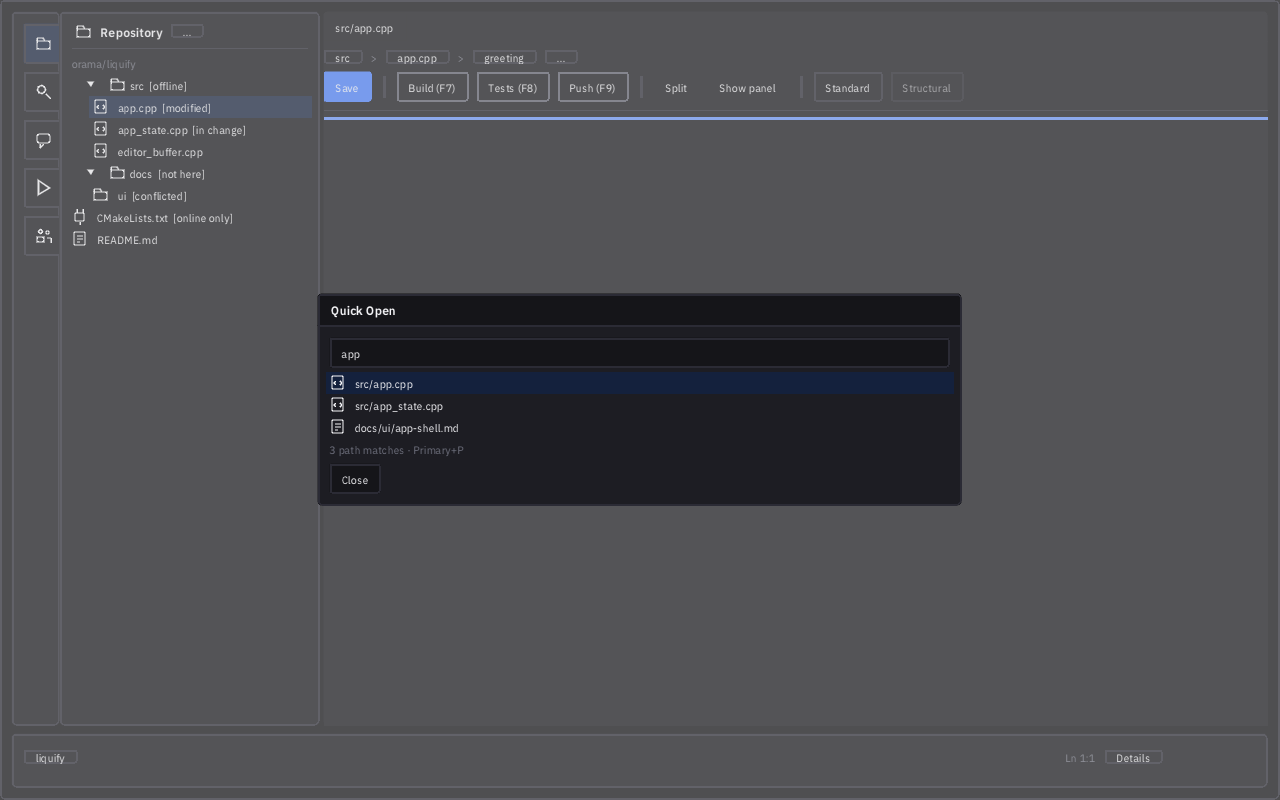 Repository ...
orama/liquify
src [offline]
app.cpp [modified]
app_state.cpp [in change]
editor_buffer.cpp
docs [not here]
ui [conflicted]
CMakeLists.txt [online only]
README.md
src/app.cpp
src > app.cpp > greeting ...
Save Build (F7) Tests (F8) Push (F9) Split Show panel Standard Structural
Quick Open
app
src/app.cpp
src/app_state.cpp
docs/ui/app-shell.md
3 path matches · Primary+P
Close
liquify Ln 1:1 Details